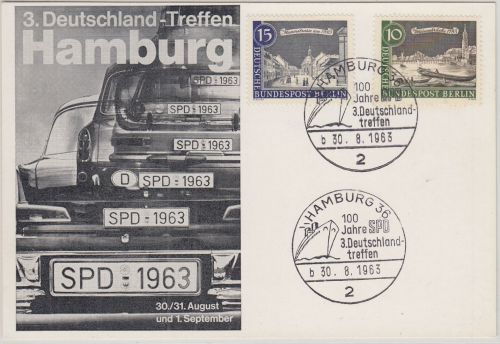 3. Deutschland-Treffen
Hamburg
SPD 1963
SPD 1963
SPD 1963
D SPD 1963
SPD 1963
SPD 1963
30./31. August
und 1. September
15
DEUTSCHE
BUNDESPOST BERLIN
10
DEUTSCHE
BUNDESPOST BERLIN
HAMBURG 36
100
Jahre SPD
3.Deutschland-
treffen
b 30. 8. 1963
2
HAMBURG 36
100
Jahre SPD
3.Deutschland-
treffen
b 30. 8. 1963
2